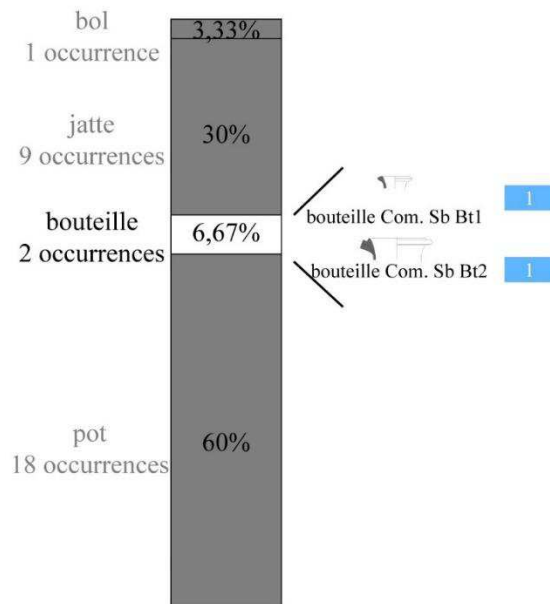 bol
1 occurrence
3,33%
jatte
9 occurrences
30%
bouteille
2 occurrences
6,67%
bouteille Com. Sb Bt1
1
bouteille Com. Sb Bt2
1
pot
18 occurrences
60%